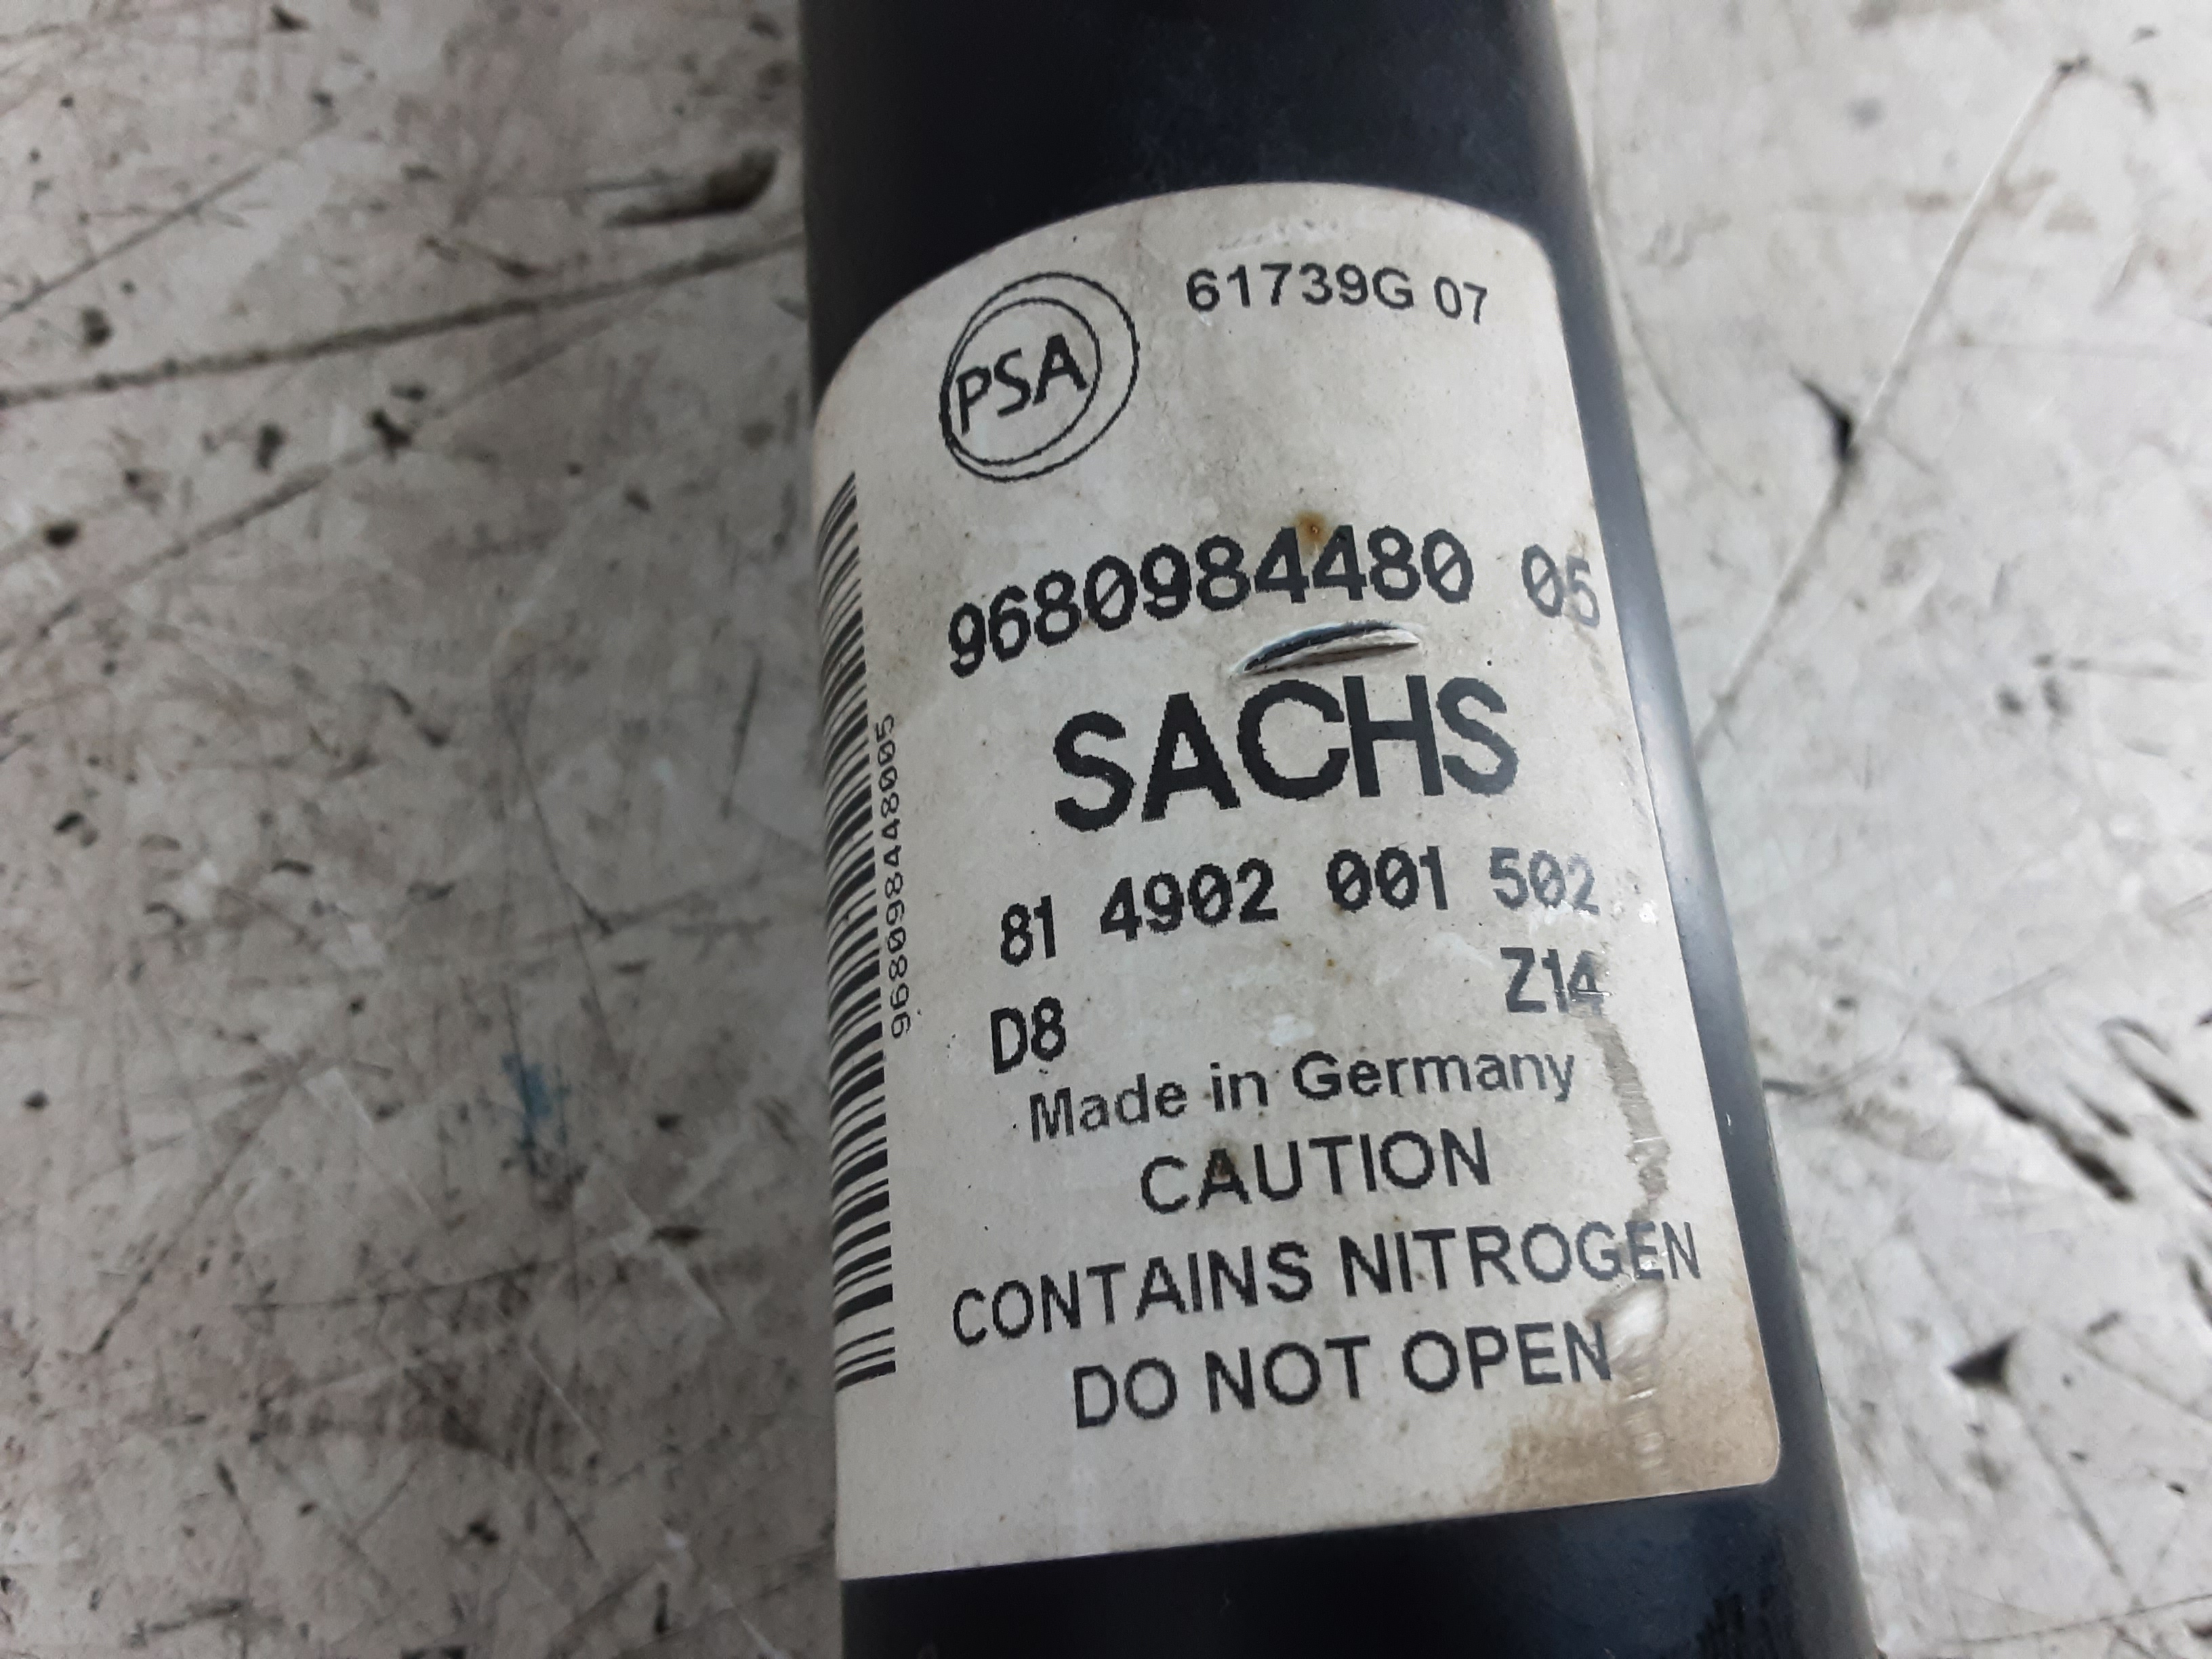 PSA
61739G 07
9680984480 05
SACHS
81 4902 001 502
D8 Z14
Made in Germany
CAUTION
CONTAINS NITROGEN
DO NOT OPEN
968098448005